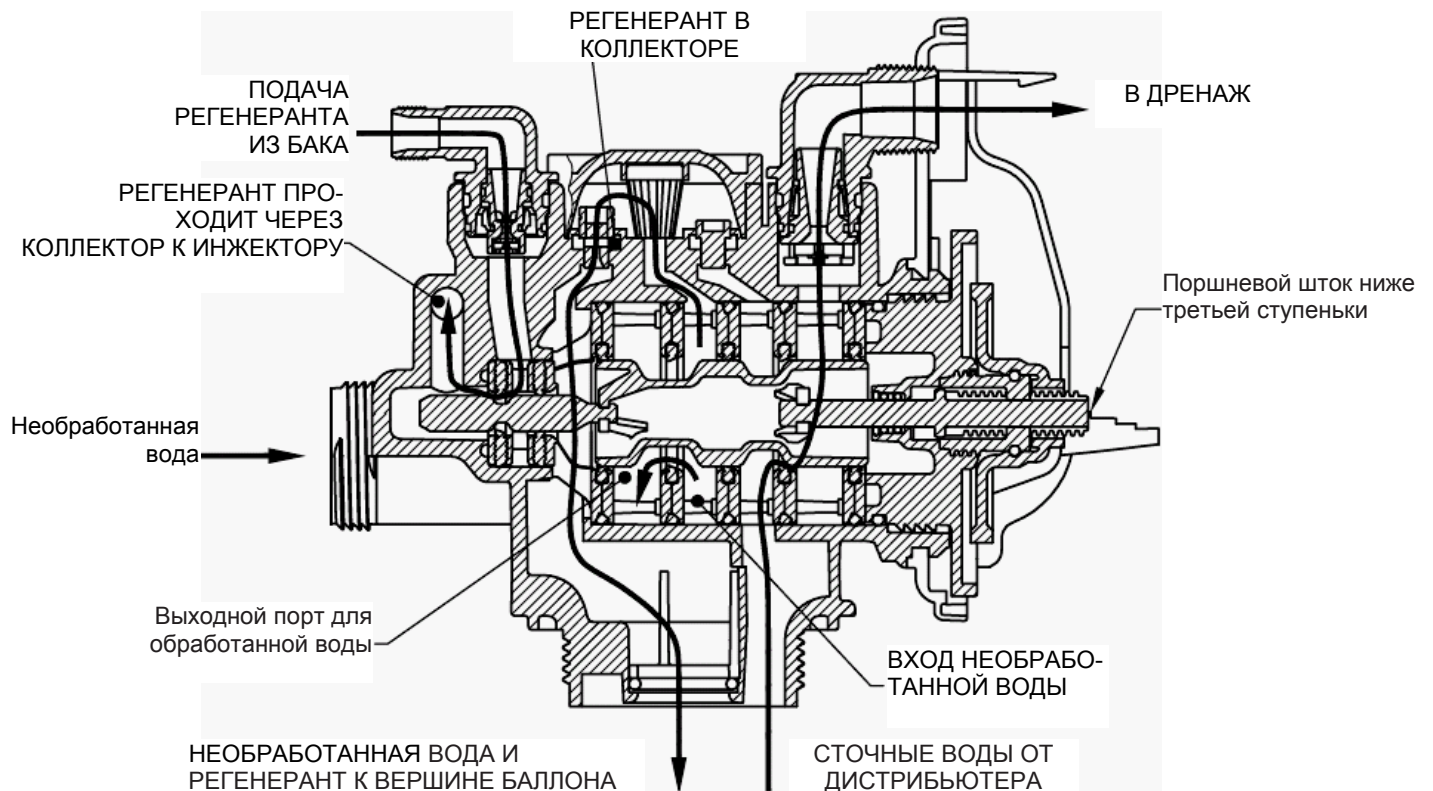 РЕГЕНЕРАНТ В
КОЛЛЕКТОРЕ
ПОДАЧА
РЕГЕНЕРАНТА
ИЗ БАКА
В ДРЕНАЖ
РЕГЕНЕРАНТ ПРО-
ХОДИТ ЧЕРЕЗ
КОЛЛЕКТОР К ИНЖЕКТОРУ
Поршневой шток ниже
третьей ступеньки
Необработанная
вода
Выходной порт для
обработанной воды
ВХОД НЕОБРАБО-
ТАННОЙ ВОДЫ
НЕОБРАБОТАННАЯ ВОДА И
РЕГЕНЕРАНТ К ВЕРШИНЕ БАЛЛОНА
СТОЧНЫЕ ВОДЫ ОТ
ДИСТРИБЬЮТЕРА